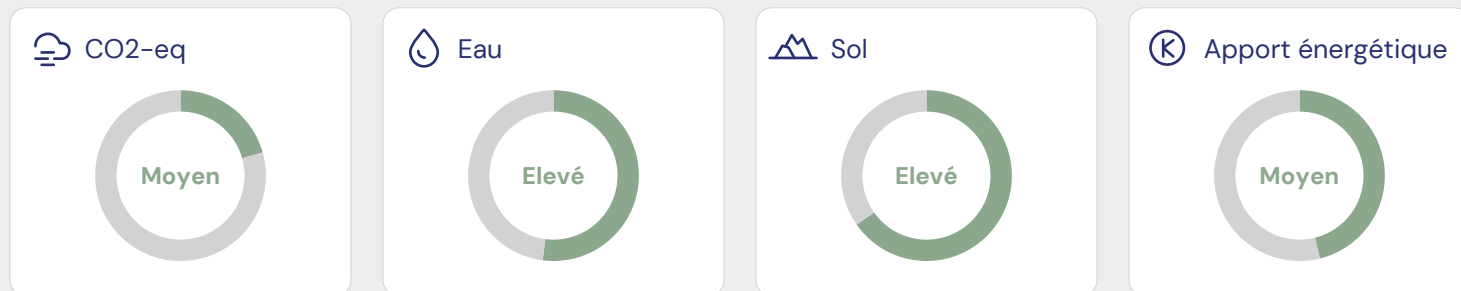 CO2-eq
Moyen
Eau
Elevé
Sol
Elevé
Apport énergétique
Moyen